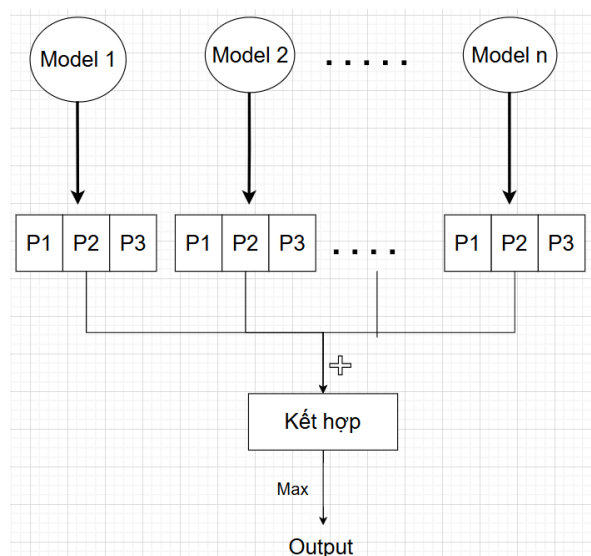 Model 1 Model 2 ..... Model n
P1 P2 P3 P1 P2 P3 .... P1 P2 P3
Kết hợp
Max
Output